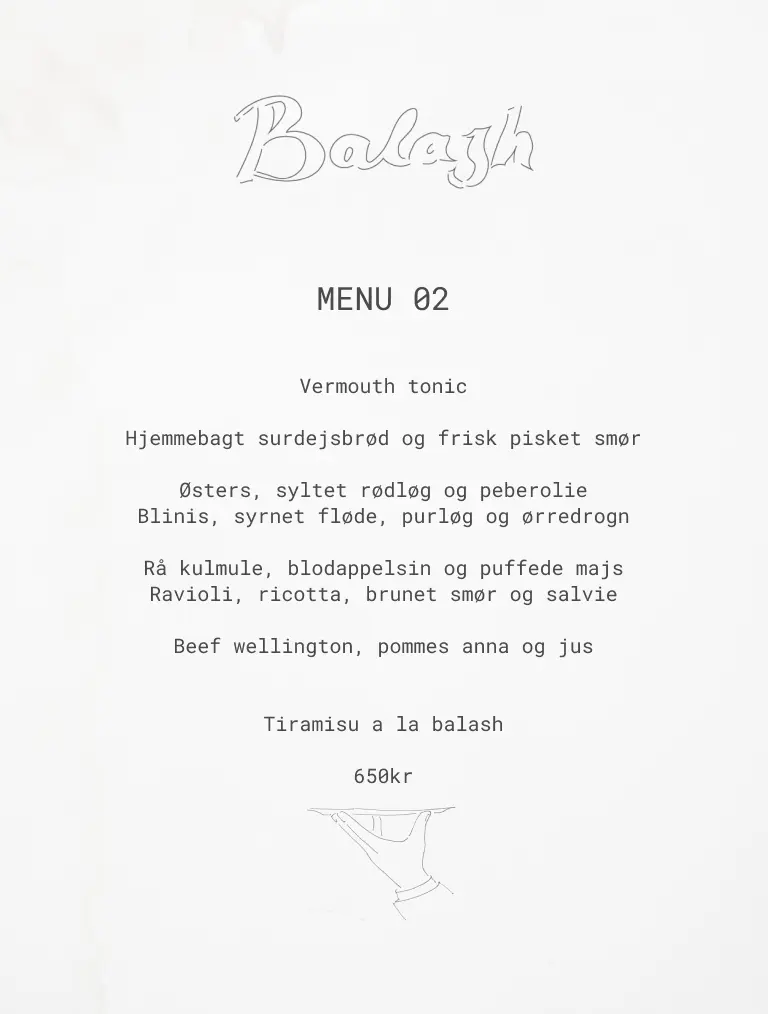 Balash
MENU 02
Vermouth tonic
Hjemmebagt surdejsbrød og frisk pisket smør
Østers, syltet rødløg og peberolie
Blinis, syrnet fløde, purløg og ørredrogn
Rå kulmule, blodappelsin og puffede majs
Ravioli, ricotta, brunet smør og salvie
Beef wellington, pommes anna og jus
Tiramisu a la balash
650kr